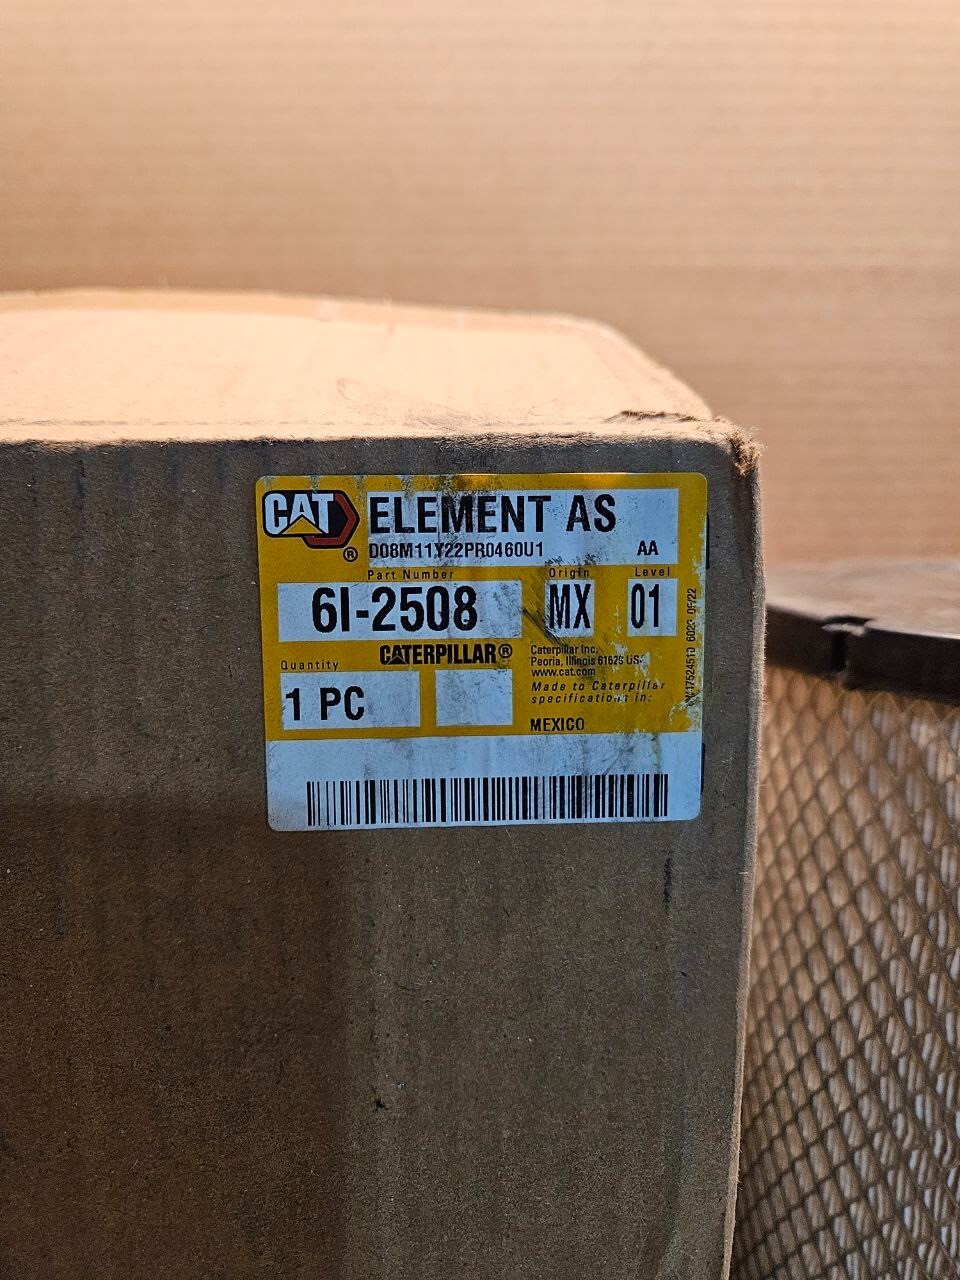 CAT
®
ELEMENT AS
D08M11Y22PR0460U1 AA
Part Number Origin Level
6I-2508 MX 01
Quantity CATERPILLAR®
1 PC
Caterpillar Inc.
Peoria, Illinois 61629 US
www.cat.com
Made to Caterpillar
specifications in:
MEXICO